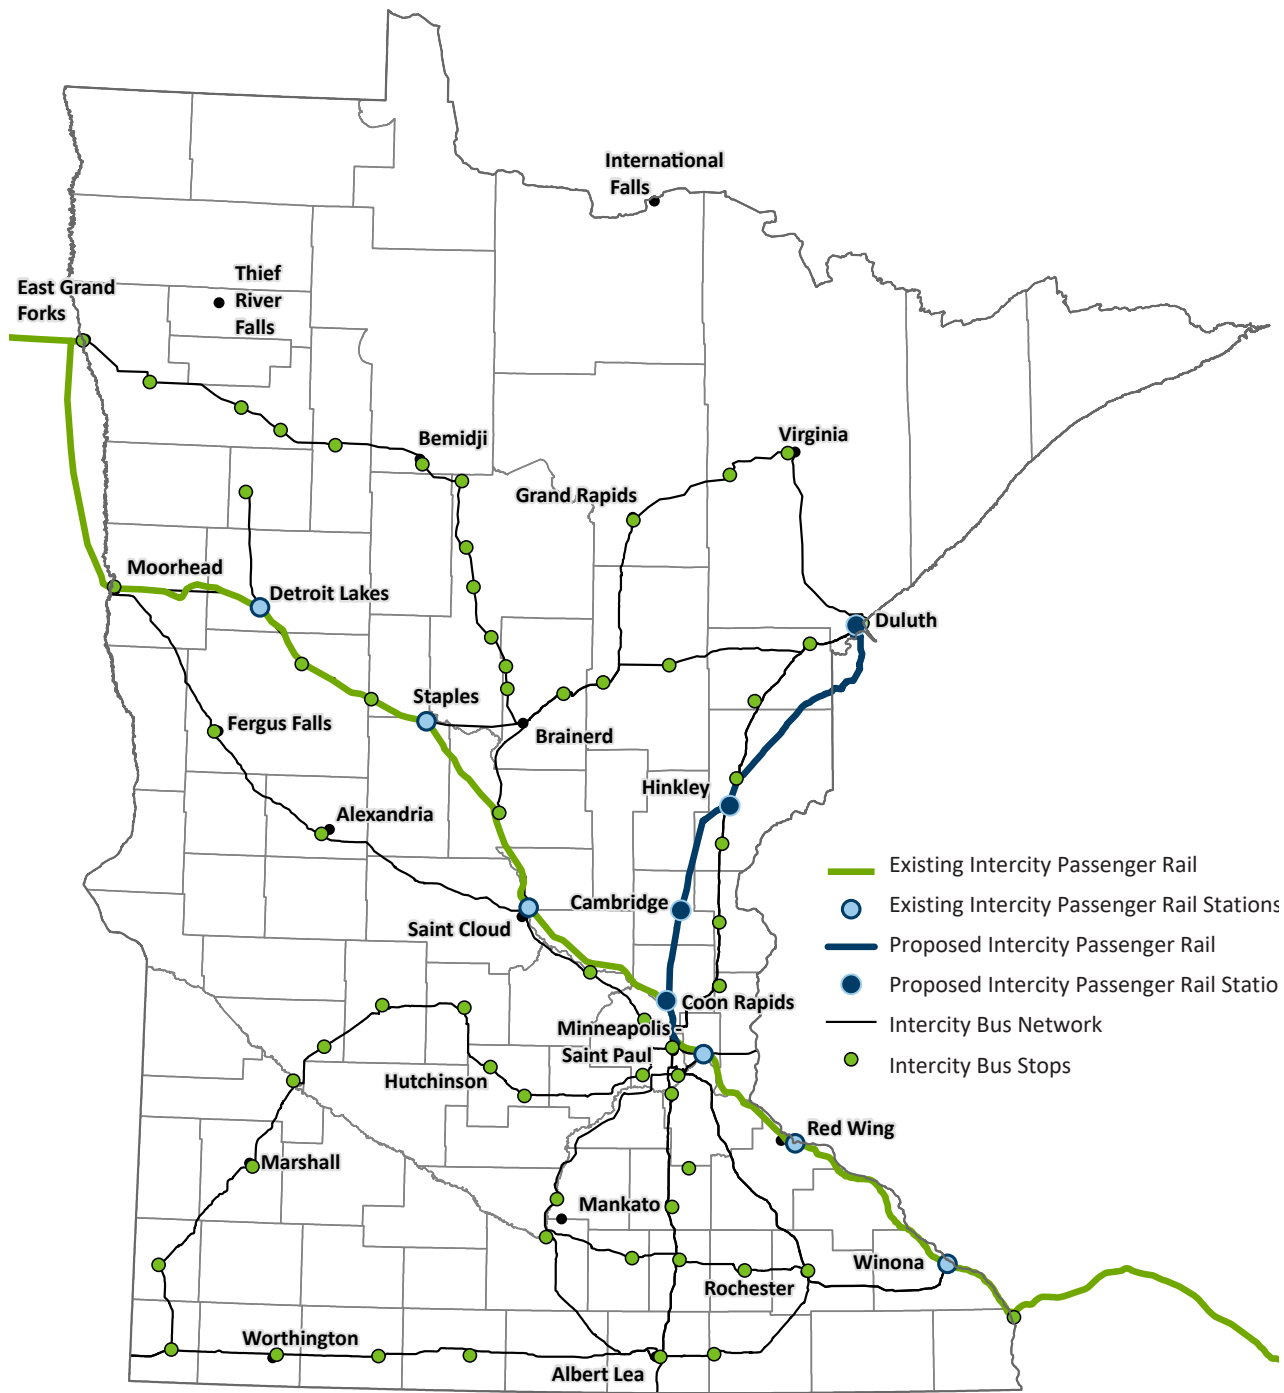 International
Falls
Thief
River
Falls
East Grand
Forks
Bemidji
Virginia
Grand Rapids
Moorhead
Detroit Lakes
Duluth
Staples
Fergus Falls
Brainerd
Hinkley
Alexandria
Existing Intercity Passenger Rail
Cambridge
Existing Intercity Passenger Rail Stations
Saint Cloud
Proposed Intercity Passenger Rail
Proposed Intercity Passenger Rail Statio
Coon Rapids
Intercity Bus Network
Minneapolis
Saint Paul
Intercity Bus Stops
Hutchinson
Red Wing
Marshall
Mankato
Winona
Rochester
Worthington
Albert Lea